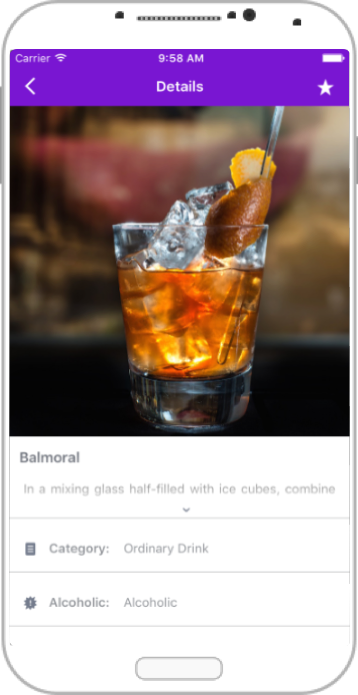 Carrier 9:58 AM
Details
Balmoral
In a mixing glass half-filled with ice cubes, combine
Category: Ordinary Drink
Alcoholic: Alcoholic